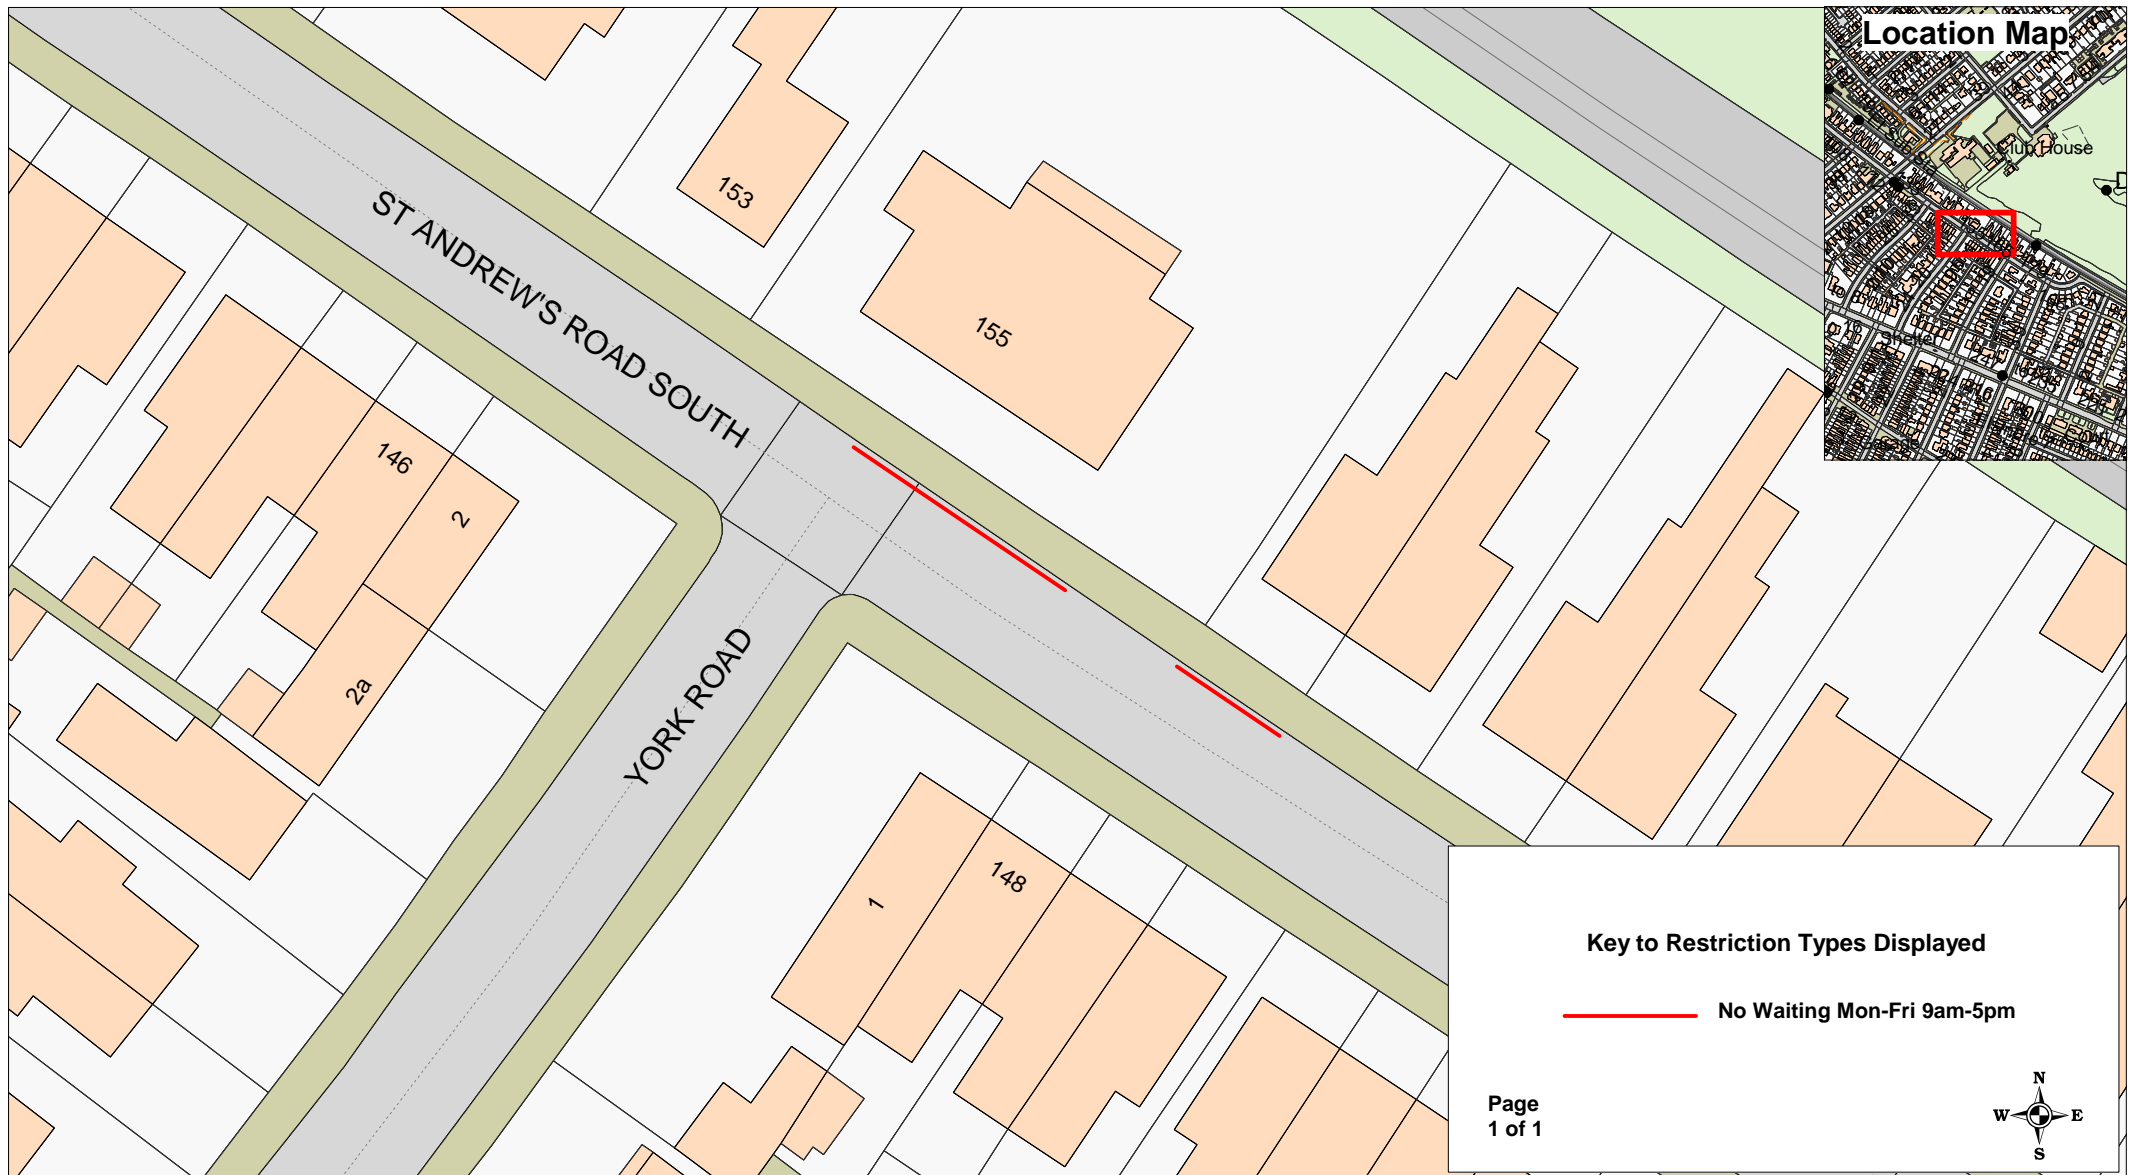 Location Map
Club House
Shelter
153
155
ST ANDREW'S ROAD SOUTH
146
2
2a
YORK ROAD
1
148
Key to Restriction Types Displayed
No Waiting Mon-Fri 9am-5pm
Page
1 of 1
N
W E
S